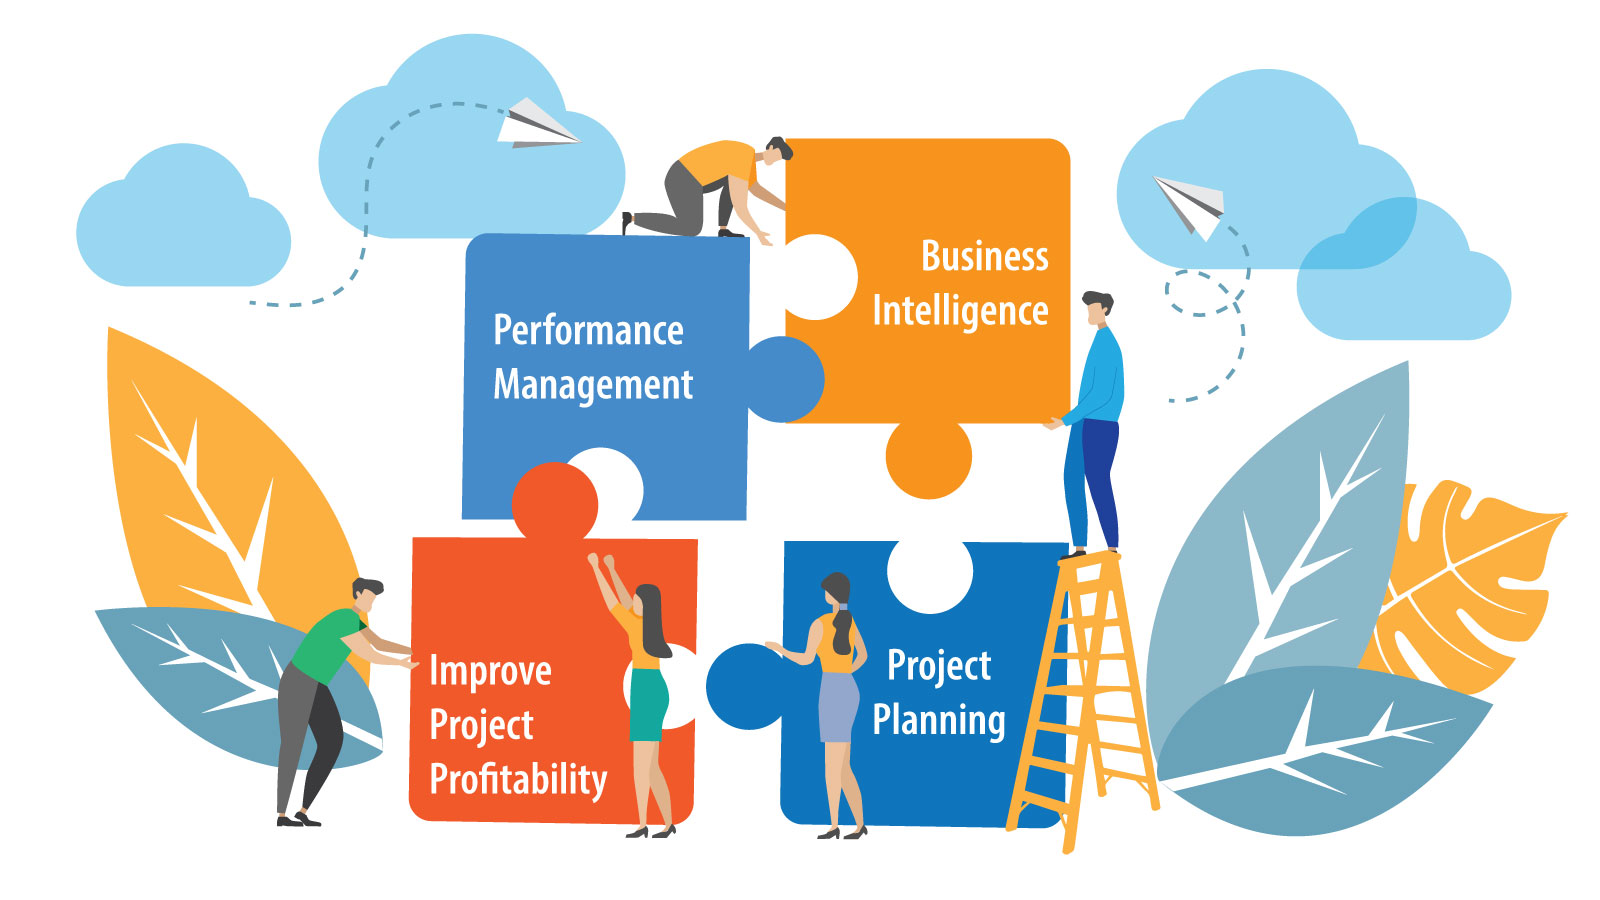 Performance
Management
Business
Intelligence
Improve
Project
Profitability
Project
Planning